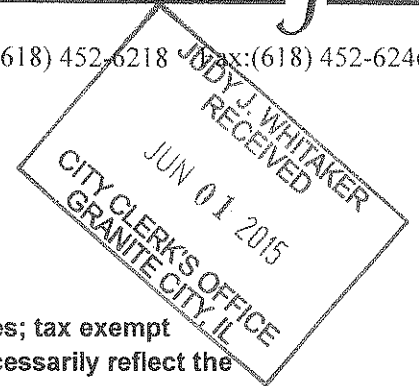 (618) 452-6218 Fax:(618) 452-6246
JUDY J. WHITAKER
RECEIVED
JUN 01 2015
CITY CLERK'S OFFICE
GRANITE CITY, IL
es; tax exempt
cessarily reflect the